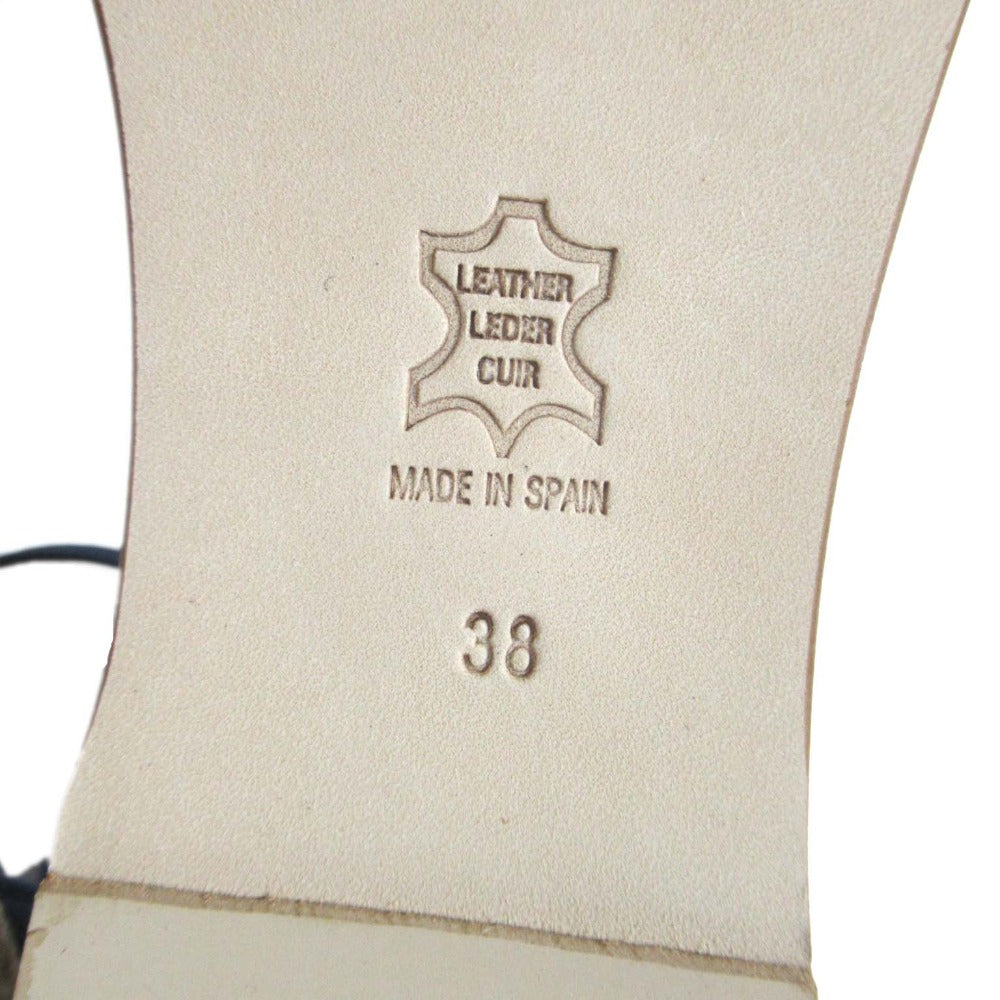 LEATHER
LEDER
CUIR
MADE IN SPAIN
38